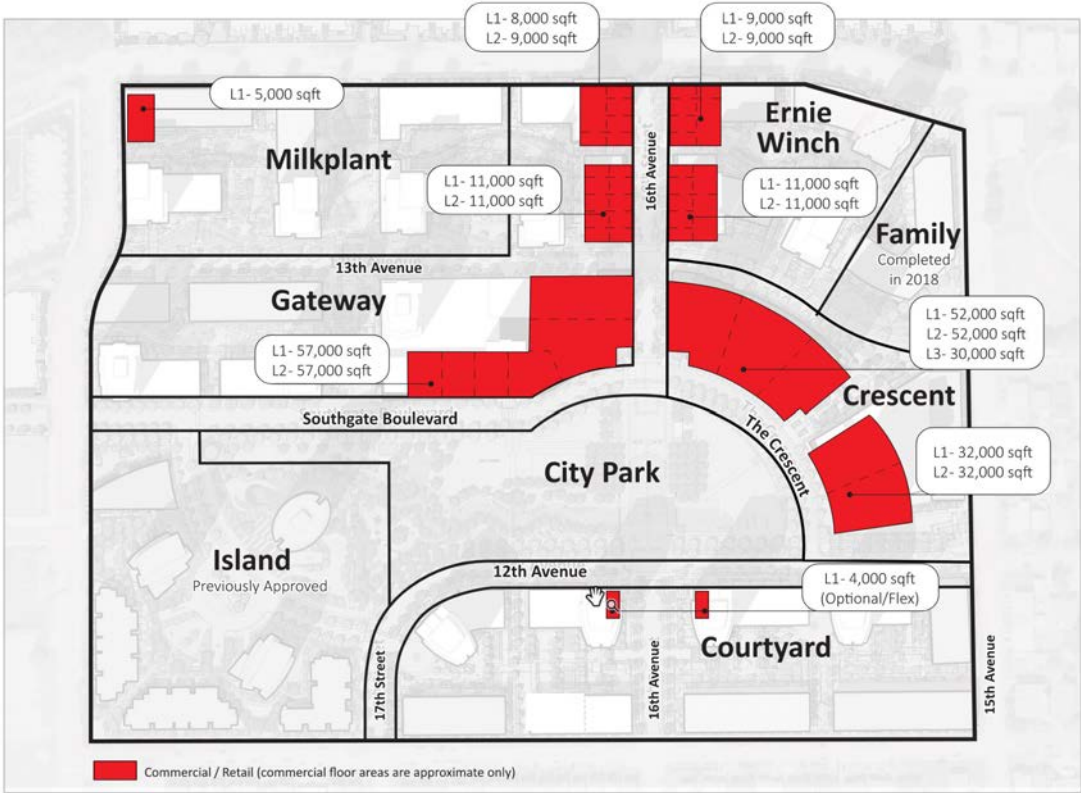 L1- 8,000 sqft
L2- 9,000 sqft
L1- 9,000 sqft
L2- 9,000 sqft
L1- 5,000 sqft
Milkplant
Ernie
Winch
16th Avenue
L1- 11,000 sqft
L2- 11,000 sqft
L1- 11,000 sqft
L2- 11,000 sqft
Family
Completed
in 2018
13th Avenue
Gateway
L1- 52,000 sqft
L2- 52,000 sqft
L3- 30,000 sqft
L1- 57,000 sqft
L2- 57,000 sqft
Crescent
Southgate Boulevard
The Crescent
City Park
L1- 32,000 sqft
L2- 32,000 sqft
Island
Previously Approved
12th Avenue
L1- 4,000 sqft
(Optional/Flex)
Courtyard
17th Street
16th Avenue
15th Avenue
Commercial / Retail (commercial floor areas are approximate only)